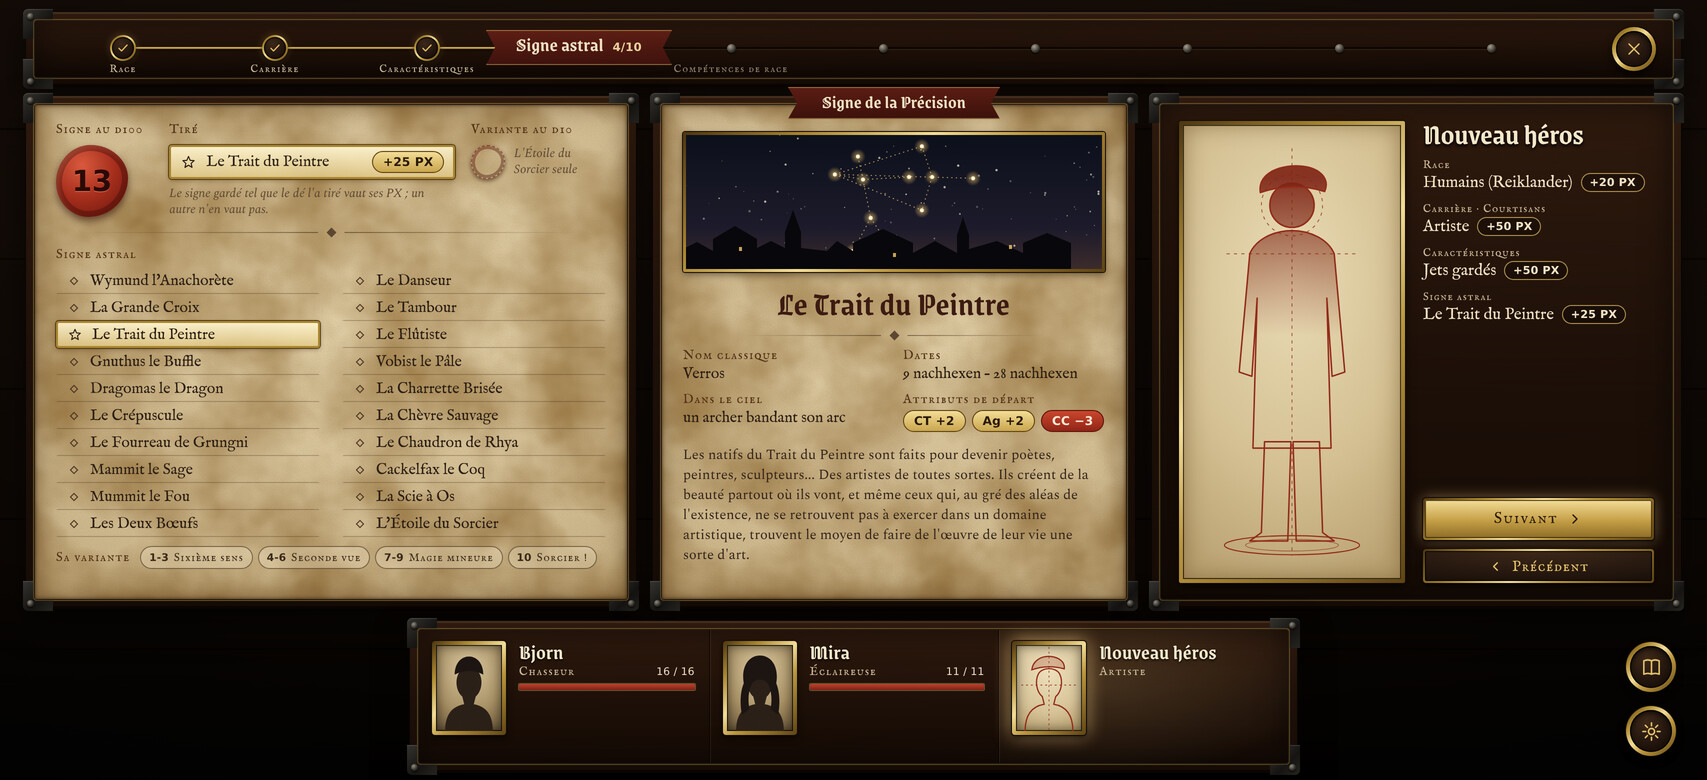 Signe astral 4/10
Race
Carrière
Caractéristiques
Compétences de race
Signe au d100
Tiré
Variante au d10
13
Le Trait du Peintre
+25 PX
L'Étoile du
Sorcier seule
Le signe gardé tel que le dé l'a tiré vaut ses PX ; un
autre n'en vaut pas.
Signe astral
Wymund l'Anachorète
La Grande Croix
Le Trait du Peintre
Gnuthus le Buffle
Dragomas le Dragon
Le Crépuscule
Le Fourreau de Grungni
Mammit le Sage
Mummit le Fou
Les Deux Bœufs
Le Danseur
Le Tambour
Le Flûtiste
Vobist le Pâle
La Charrette Brisée
La Chèvre Sauvage
Le Chaudron de Rhya
Cackelfax le Coq
La Scie à Os
L'Étoile du Sorcier
Sa variante
1-3 Sixième sens
4-6 Seconde vue
7-9 Magie mineure
10 Sorcier !
Signe de la Précision
Le Trait du Peintre
Nom classique
Verros
Dates
9 nachhexen – 28 nachhexen
Dans le ciel
un archer bandant son arc
Attributs de départ
CT +2
Ag +2
CC −3
Les natifs du Trait du Peintre sont faits pour devenir poètes,
peintres, sculpteurs... Des artistes de toutes sortes. Ils créent de la
beauté partout où ils vont, et même ceux qui, au gré des aléas de
l'existence, ne se retrouvent pas à exercer dans un domaine
artistique, trouvent le moyen de faire de l'œuvre de leur vie une
sorte d'art.
Nouveau héros
Race
Humains (Reiklander) +20 PX
Carrière · Courtisans
Artiste +50 PX
Caractéristiques
Jets gardés +50 PX
Signe astral
Le Trait du Peintre +25 PX
Suivant
Précédent
Bjorn
Chasseur
16 / 16
Mira
Éclaireuse
11 / 11
Nouveau héros
Artiste